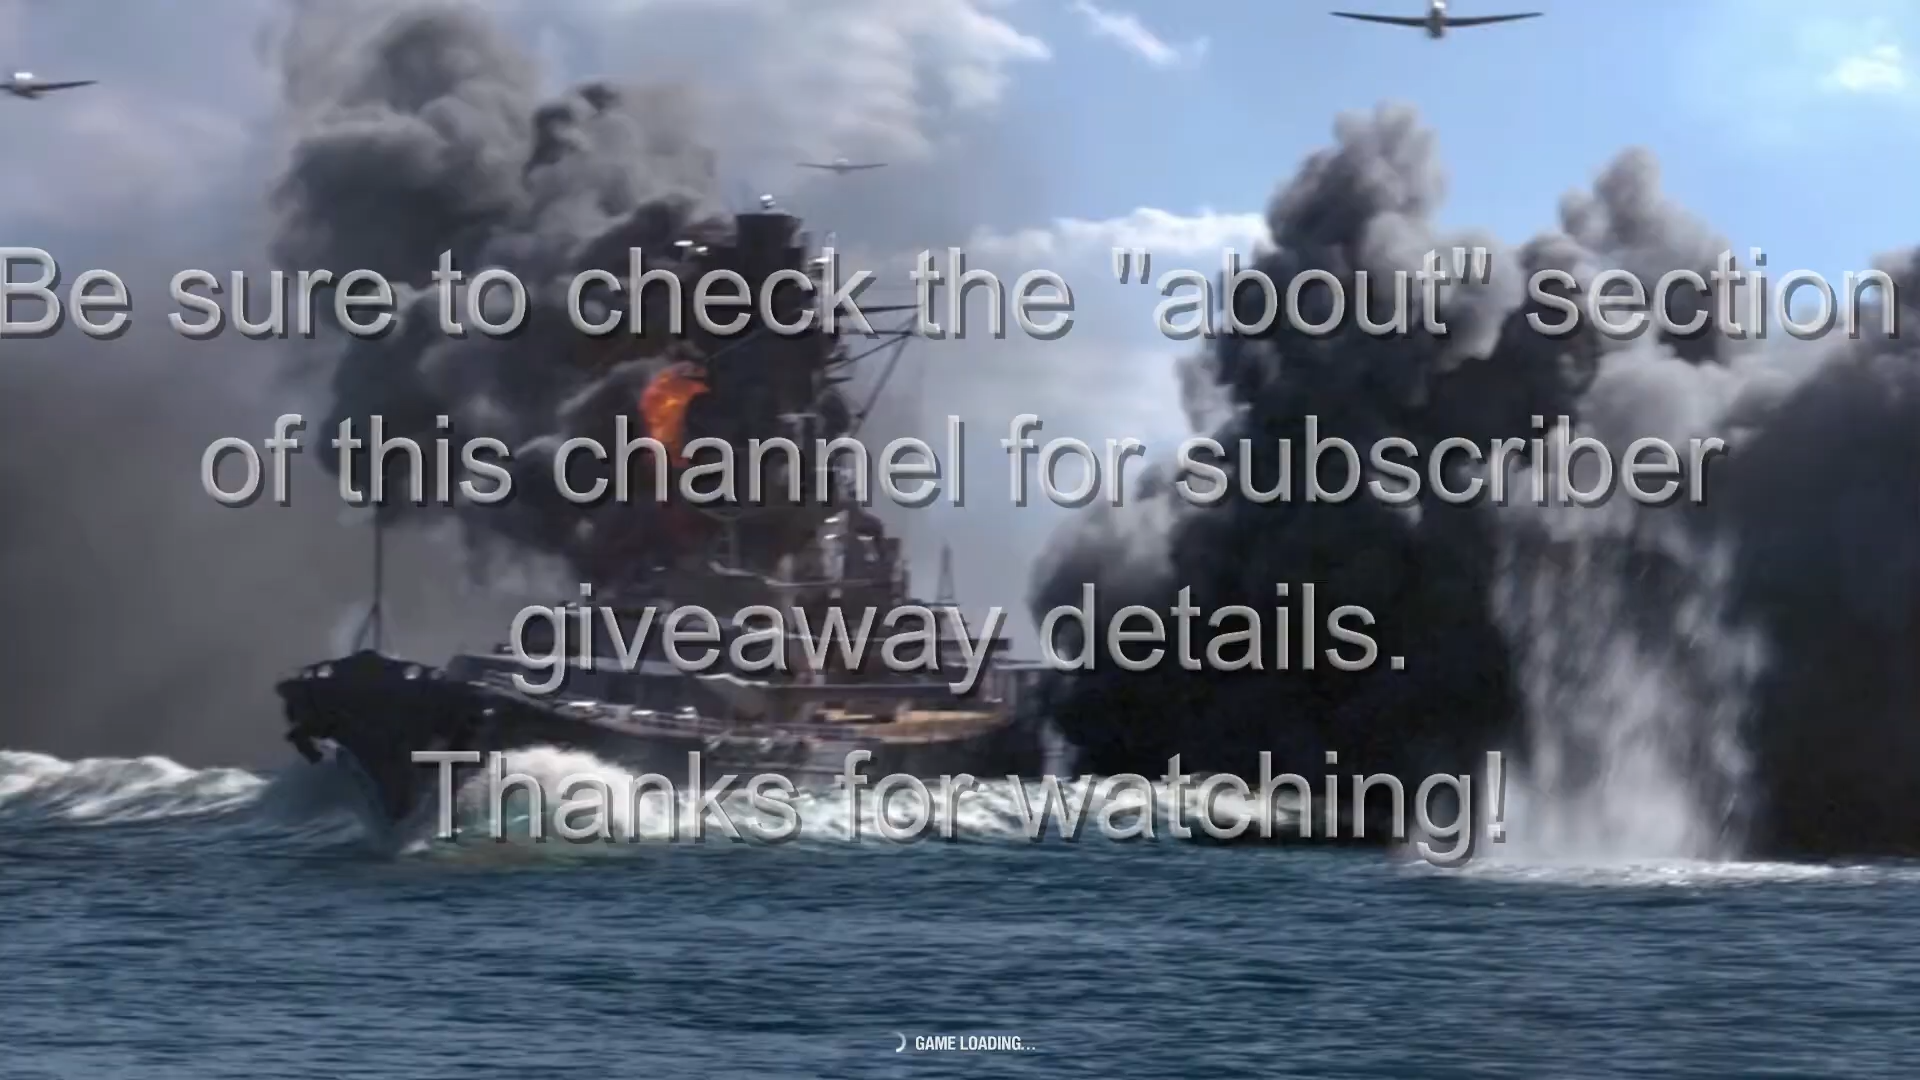 Be sure to check the "about" section
of this channel for subscriber
giveaway details.
Thanks for watching!
GAME LOADING...